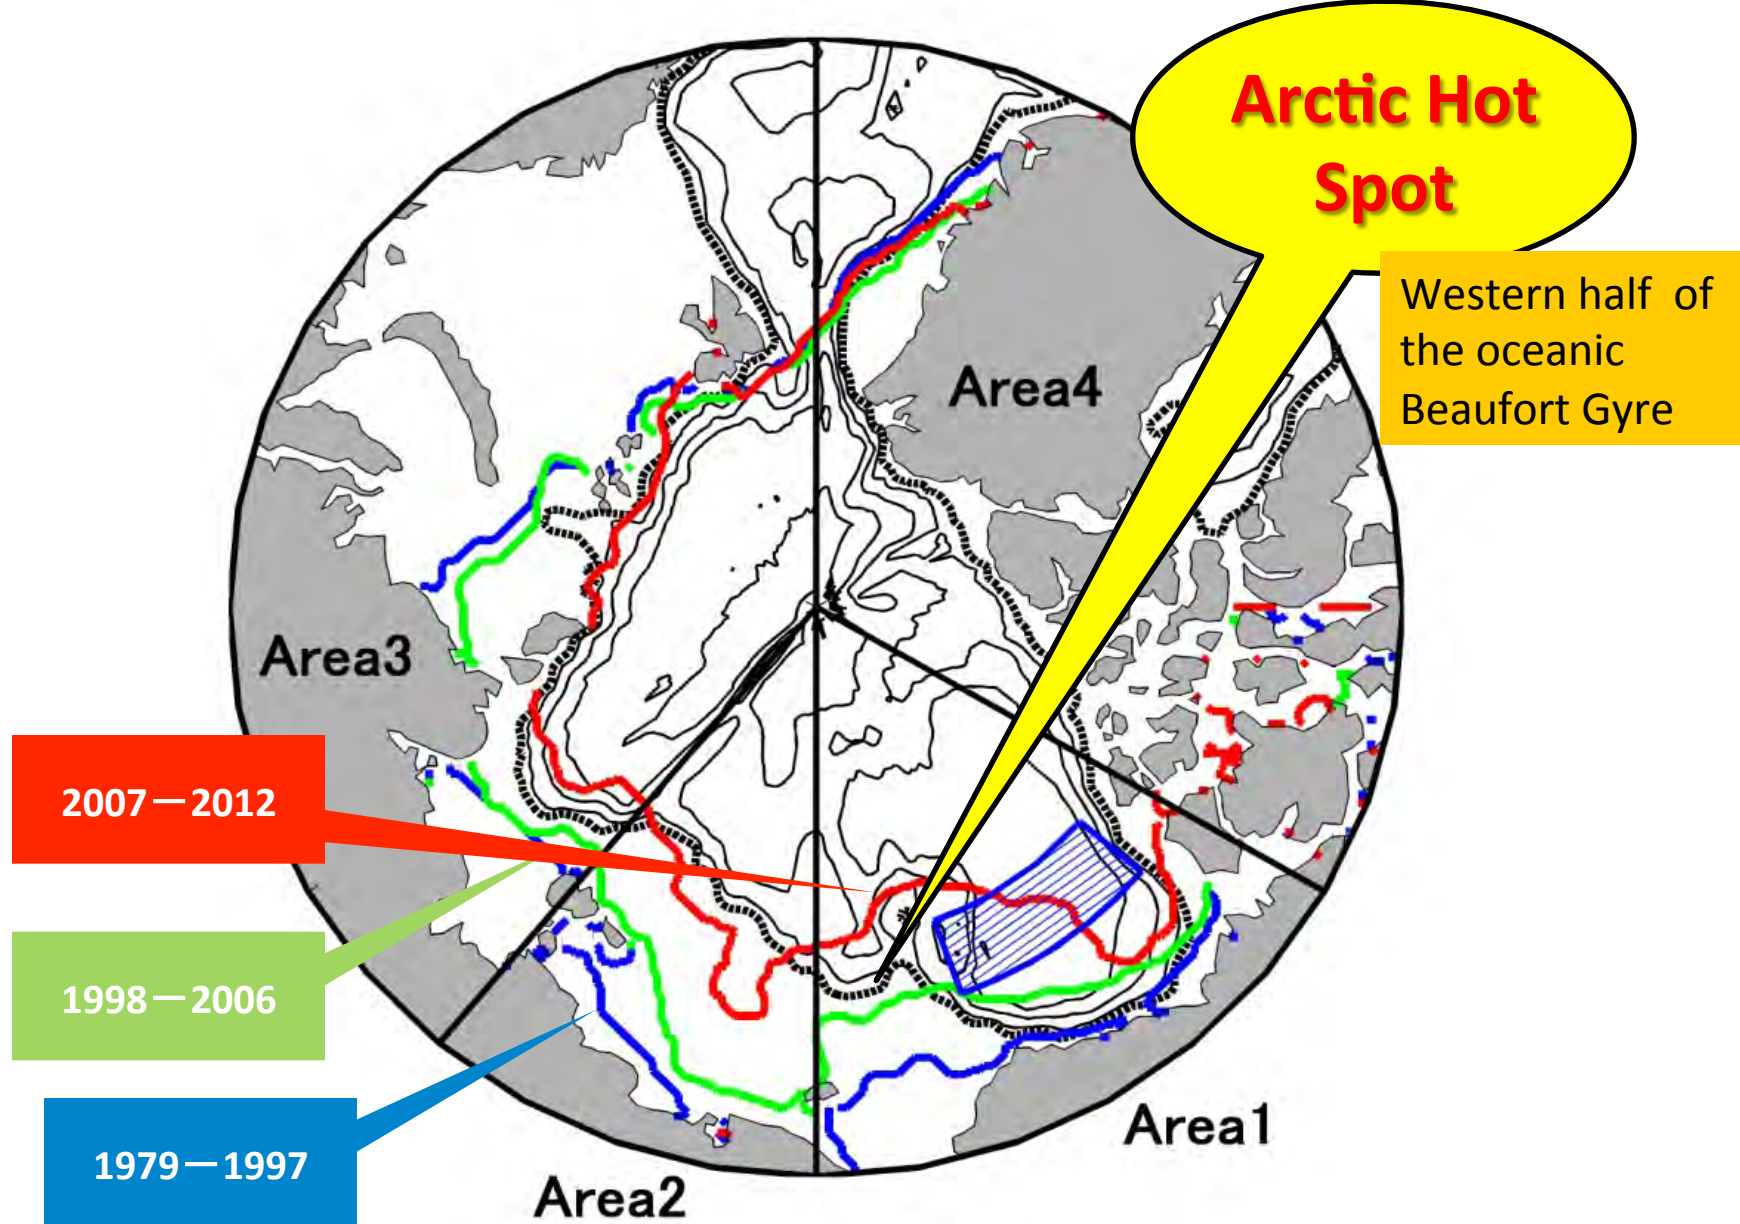 Arctic Hot
Spot
Western half of
the oceanic
Beaufort Gyre
Area4
Area3
2007－2012
1998－2006
1979－1997
Area1
Area2